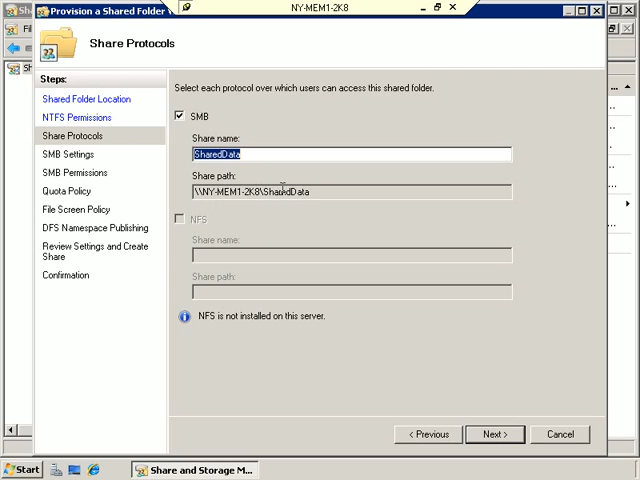 Sha
Provision a Shared Folder
NY-MEM1-2K8
Fi
Share Protocols
Sh
Steps:
Shared Folder Location
NTFS Permissions
Share Protocols
SMB Settings
SMB Permissions
Quota Policy
File Screen Policy
DFS Namespace Publishing
Review Settings and Create
Share
Confirmation
Select each protocol over which users can access this shared folder.
SMB
Share name:
SharedData
Share path:
\\NY-MEM1-2K8\SharedData
NFS
Share name:
Share path:
NFS is not installed on this server.
< Previous
Next >
Cancel
Start
Share and Storage M...